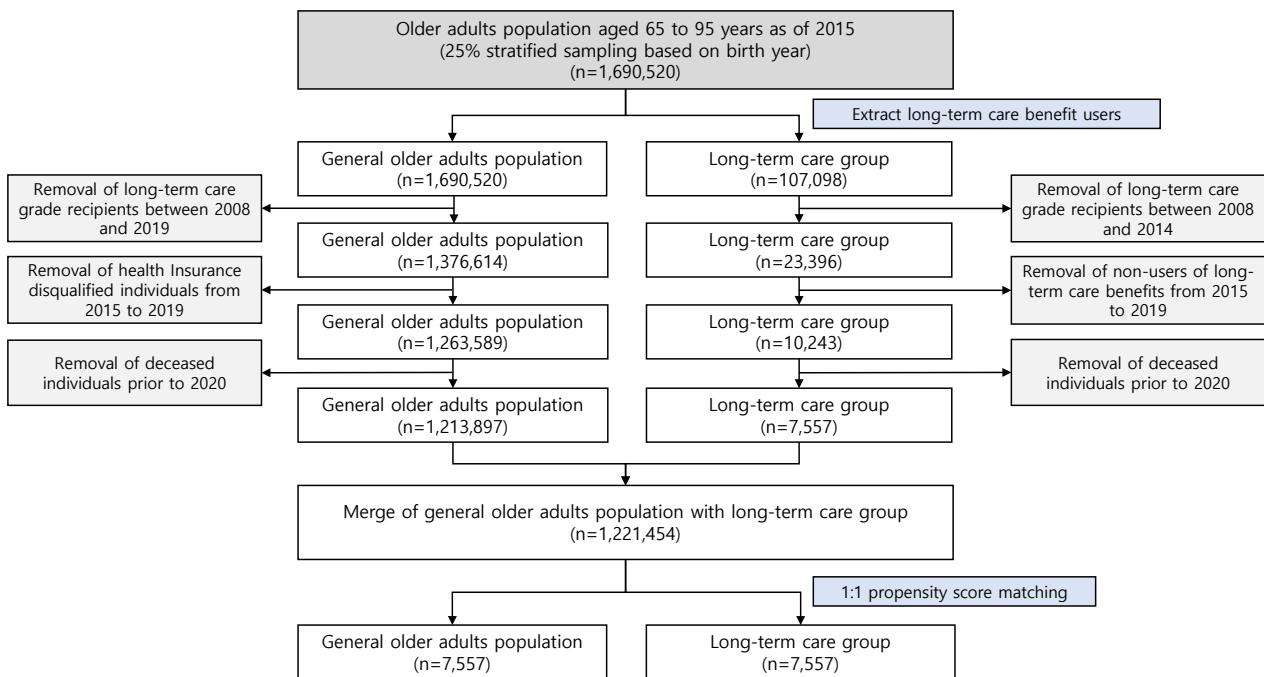 Older adults population aged 65 to 95 years as of 2015
(25% stratified sampling based on birth year)
(n=1,690,520)
Extract long-term care benefit users
General older adults population
(n=1,690,520)
Long-term care group
(n=107,098)
Removal of long-term care
grade recipients between 2008
and 2019
Removal of long-term care
grade recipients between 2008
and 2014
General older adults population
(n=1,376,614)
Long-term care group
(n=23,396)
Removal of health Insurance
disqualified individuals from
2015 to 2019
Removal of non-users of long-
term care benefits from 2015
to 2019
General older adults population
(n=1,263,589)
Long-term care group
(n=10,243)
Removal of deceased
individuals prior to 2020
Removal of deceased
individuals prior to 2020
General older adults population
(n=1,213,897)
Long-term care group
(n=7,557)
Merge of general older adults population with long-term care group
(n=1,221,454)
1:1 propensity score matching
General older adults population
(n=7,557)
Long-term care group
(n=7,557)